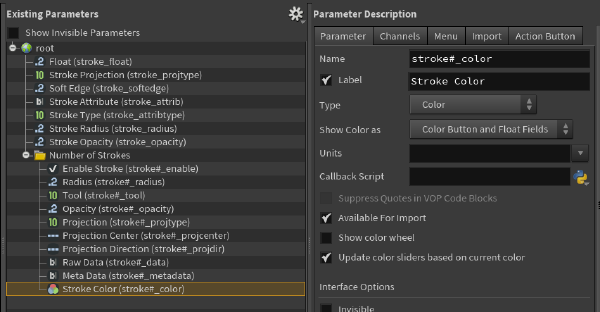 Existing Parameters
Show Invisible Parameters
root
.2 Float (stroke_float)
10 Stroke Projection (stroke_projtype)
.2 Soft Edge (stroke_softedge)
b| Stroke Attribute (stroke_attrib)
10 Stroke Type (stroke_attribtype)
.2 Stroke Radius (stroke_radius)
.2 Stroke Opacity (stroke_opacity)
Number of Strokes
Enable Stroke (stroke#_enable)
.2 Radius (stroke#_radius)
10 Tool (stroke#_tool)
.2 Opacity (stroke#_opacity)
10 Projection (stroke#_projtype)
Projection Center (stroke#_projcenter)
Projection Direction (stroke#_projdir)
b| Raw Data (stroke#_data)
b| Meta Data (stroke#_metadata)
Stroke Color (stroke#_color)
Parameter Description
Parameter Channels Menu Import Action Button
Name stroke#_color
Label Stroke Color
Type Color
Show Color as Color Button and Float Fields
Units
Callback Script
Suppress Quotes in VOP Code Blocks
Available For Import
Show color wheel
Update color sliders based on current color
Interface Options
Invisible